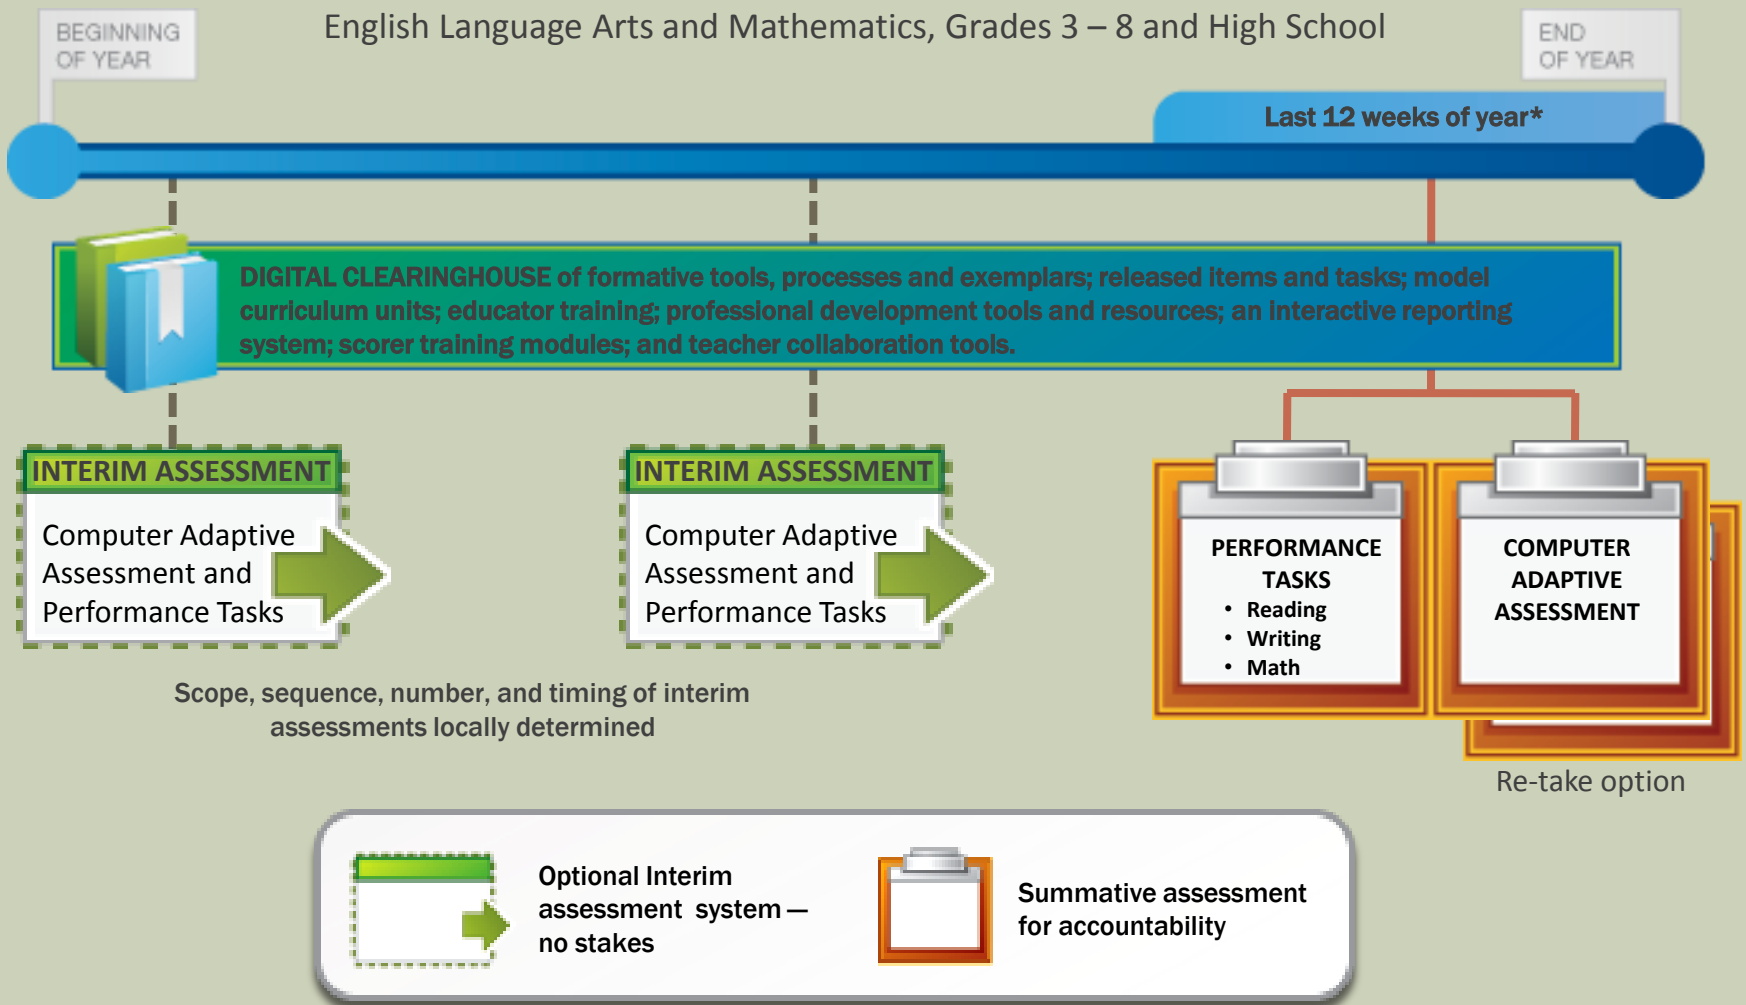 English Language Arts and Mathematics, Grades 3 – 8 and High School
BEGINNING
OF YEAR
END
OF YEAR
Last 12 weeks of year*
DIGITAL CLEARINGHOUSE of formative tools, processes and exemplars; released items and tasks; model
curriculum units; educator training; professional development tools and resources; an interactive reporting
system; scorer training modules; and teacher collaboration tools.
INTERIM ASSESSMENT
Computer Adaptive
Assessment and
Performance Tasks
INTERIM ASSESSMENT
Computer Adaptive
Assessment and
Performance Tasks
PERFORMANCE
TASKS
• Reading
• Writing
• Math
COMPUTER
ADAPTIVE
ASSESSMENT
Scope, sequence, number, and timing of interim
assessments locally determined
Re-take option
Optional Interim
assessment system —
no stakes
Summative assessment
for accountability